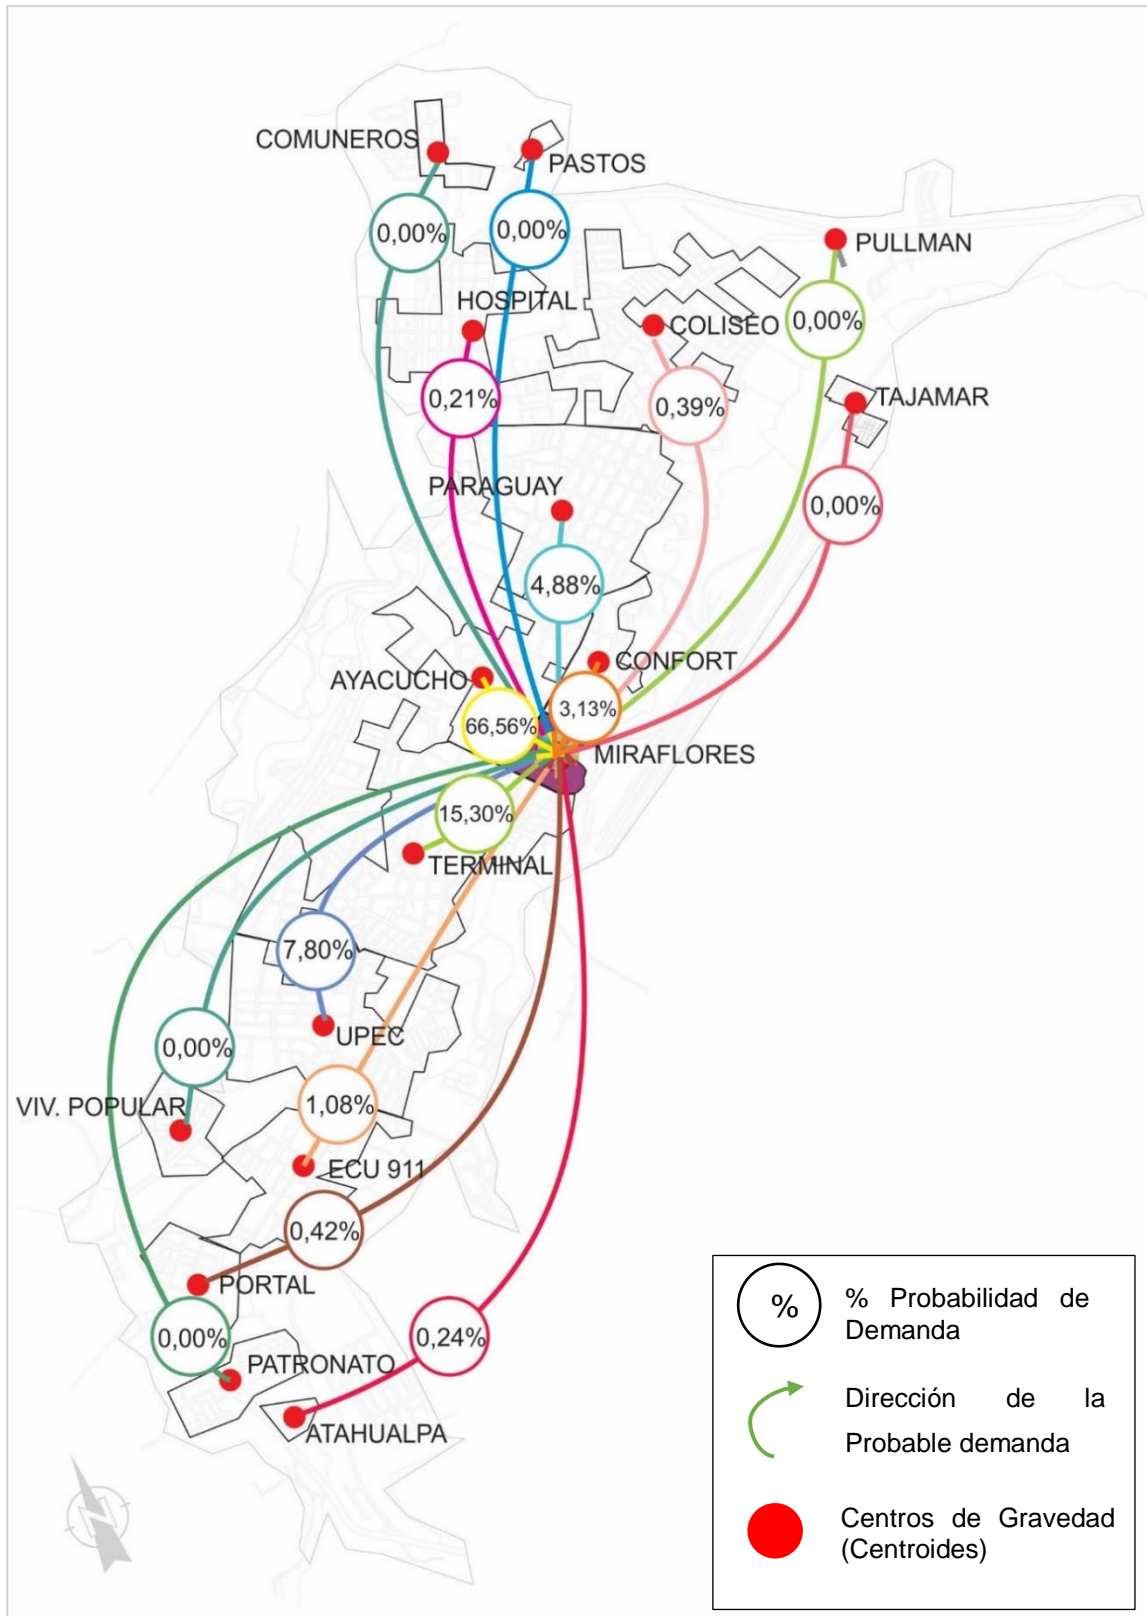 COMUNEROS
PASTOS
0,00%
0,00%
PULLMAN
HOSPITAL
COLISEO
0,00%
0,21%
0,39%
TAJAMAR
PARAGUAY
0,00%
4,88%
CONFORT
AYACUCHO
66,56%
3,13%
MIRAFLORES
15,30%
TERMINAL
7,80%
UPEC
0,00%
VIV. POPULAR
1,08%
ECU 911
0,42%
PORTAL
0,00%
0,24%
PATRONATO
ATAHUALPA
%
% Probabilidad de
Demanda
Dirección de la
Probable demanda
Centros de Gravedad
(Centroides)